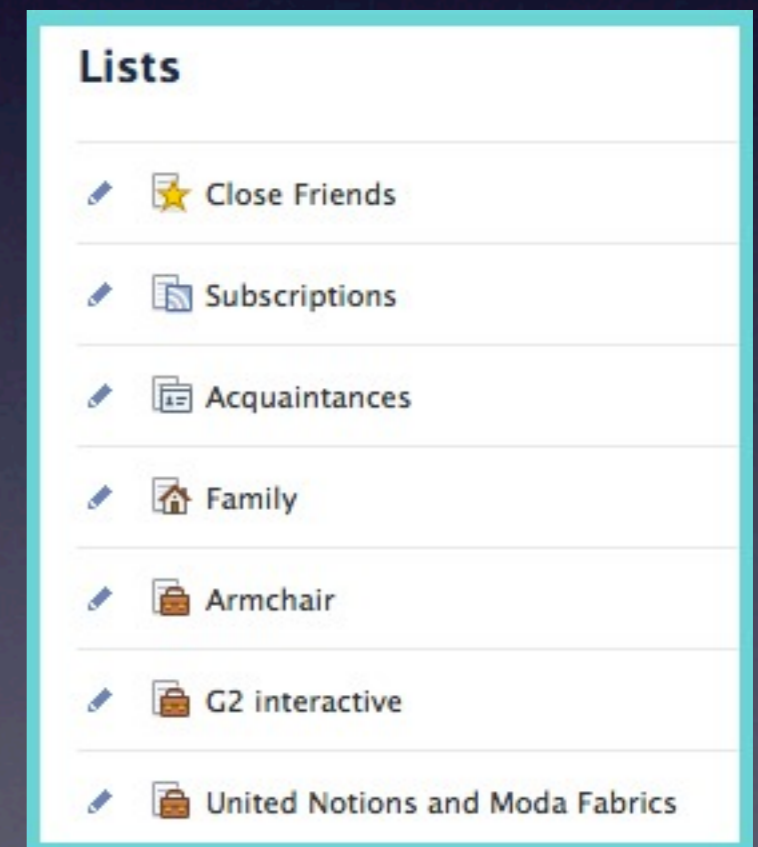 Lists
Close Friends
Subscriptions
Acquaintances
Family
Armchair
G2 interactive
United Notions and Moda Fabrics